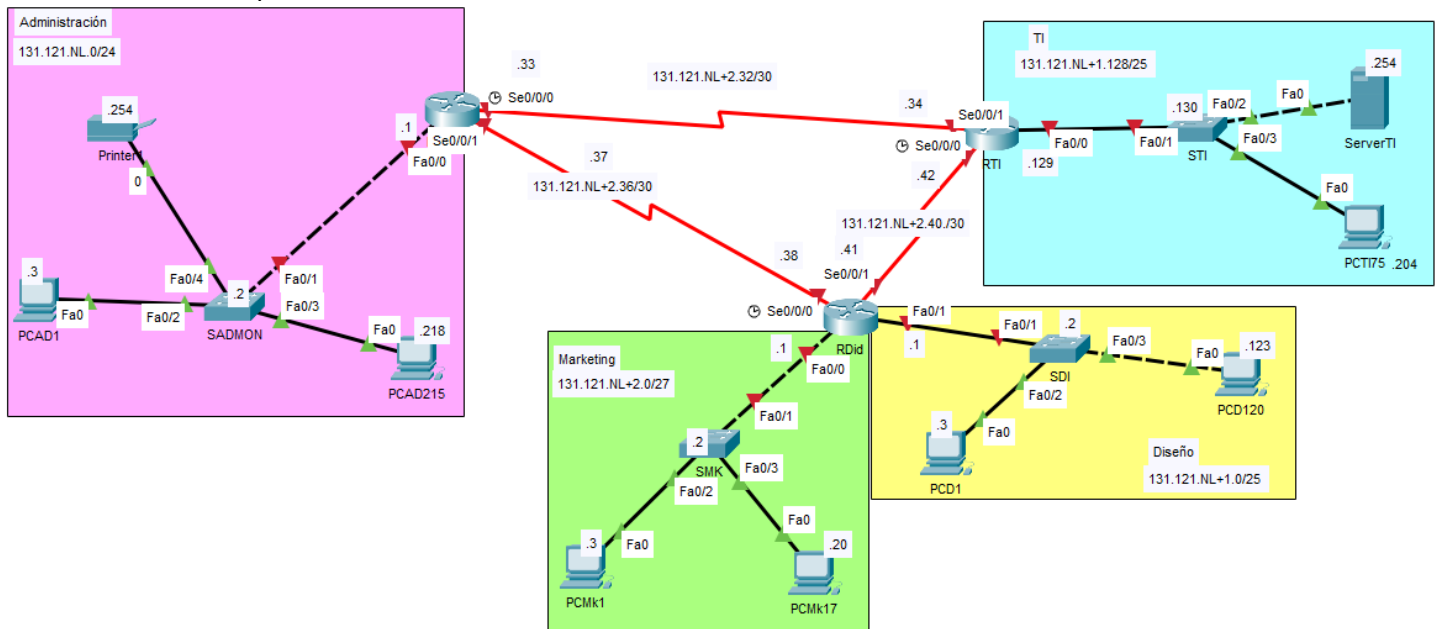 Administración
131.121.NL.0/24
.254
Printer1
0
.1
Fa0/0
.33
Se0/0/0
Se0/0/1
131.121.NL+2.32/30
.34
Se0/0/1
Se0/0/0
RTI
.37
131.121.NL+2.36/30
.42
131.121.NL+2.40./30
.41
Se0/0/1
.38
Se0/0/0
RDid
TI
131.121.NL+1.128/25
.254
.130
Fa0/2
Fa0
Fa0/3
Fa0/0
Fa0/1
.129
STI
ServerTI
Fa0
PCTI75
.204
.3
Fa0
PCAD1
Fa0/4
Fa0/2
.2
SADMON
Fa0/1
Fa0/3
Fa0
.218
PCAD215
Marketing
131.121.NL+2.0/27
.1
Fa0/0
Fa0/1
.2
SMK
Fa0/2
Fa0/3
.3
Fa0
PCMk1
Fa0
.20
PCMk17
Fa0/1
.1
Fa0/1
.2
SDI
Fa0/3
Fa0
.123
PCD120
Fa0/2
.3
Fa0
PCD1
Diseño
131.121.NL+1.0/25